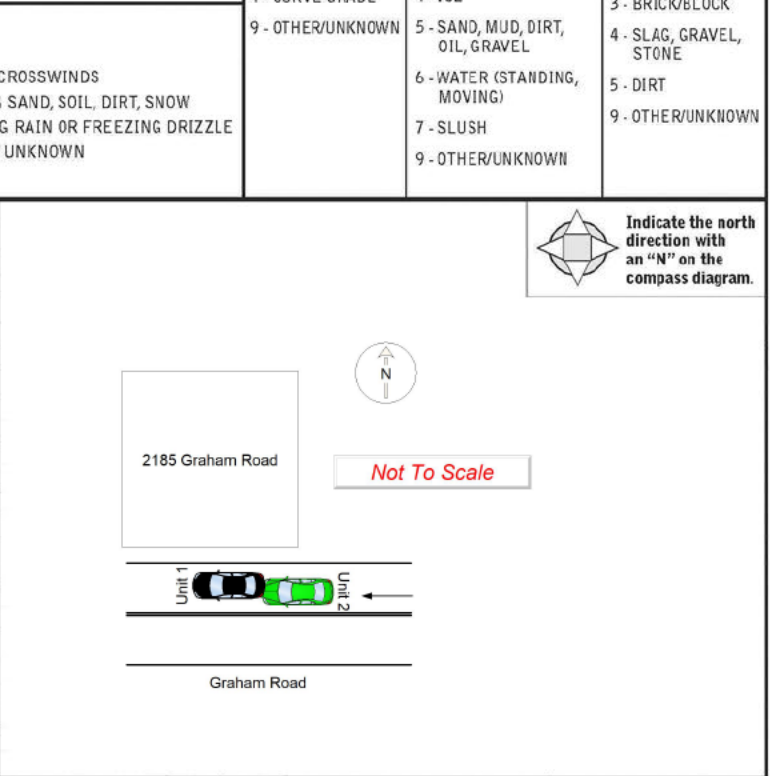 3 - BRICK/BLOCK
9 - OTHER/UNKNOWN
5 - SAND, MUD, DIRT,
OIL, GRAVEL
4 - SLAG, GRAVEL,
STONE
CROSSWINDS
SAND, SOIL, DIRT, SNOW
G RAIN OR FREEZING DRIZZLE
UNKNOWN
6 - WATER (STANDING,
MOVING)
7 - SLUSH
9 - OTHER/UNKNOWN
5 - DIRT
9 - OTHER/UNKNOWN
Indicate the north
direction with
an “N” on the
compass diagram.
N
2185 Graham Road
Not To Scale
Unit 1
Unit 2
Graham Road